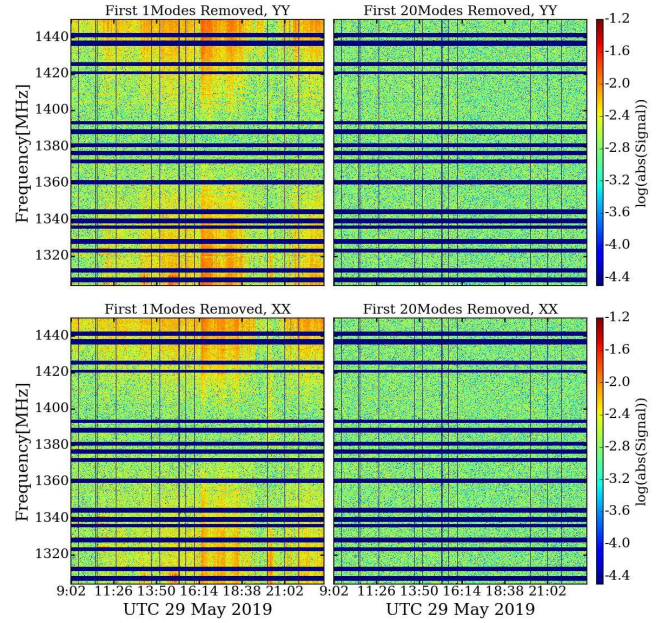 First 1Modes Removed, YY
First 20Modes Removed, YY
1440
1420
1400
1380
1360
1340
1320
Frequency[MHz]
-1.2
-1.6
-2.0
-2.4
-2.8
-3.2
-3.6
-4.0
-4.4
log(abs(Signal))
First 1Modes Removed, XX
First 20Modes Removed, XX
1440
1420
1400
1380
1360
1340
1320
Frequency[MHz]
-1.2
-1.6
-2.0
-2.4
-2.8
-3.2
-3.6
-4.0
-4.4
log(abs(Signal))
9:02 11:26 13:50 16:14 18:38 21:02
9:02 11:26 13:50 16:14 18:38 21:02
UTC 29 May 2019
UTC 29 May 2019